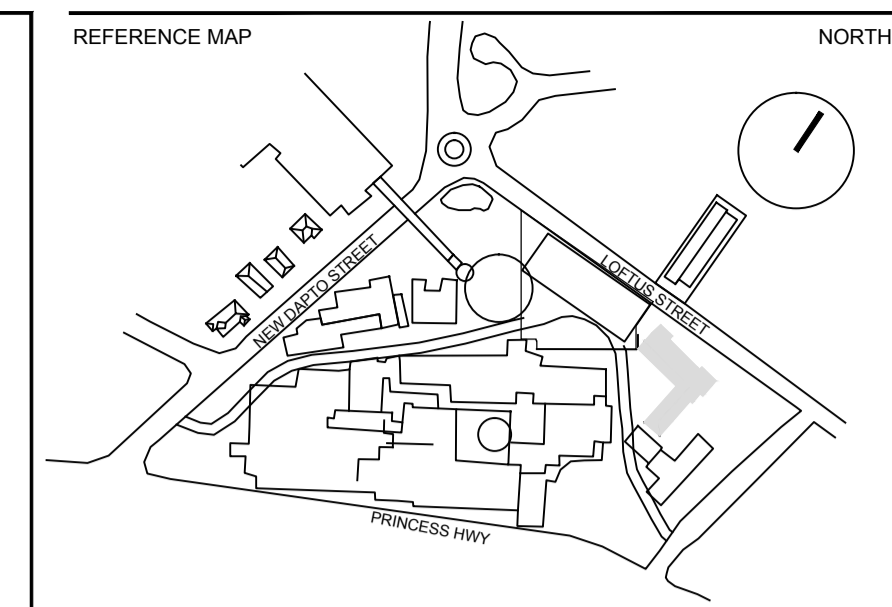 REFERENCE MAP
NORTH
NEW DAPTO STREET
LOFTUS STREET
PRINCESS HWY